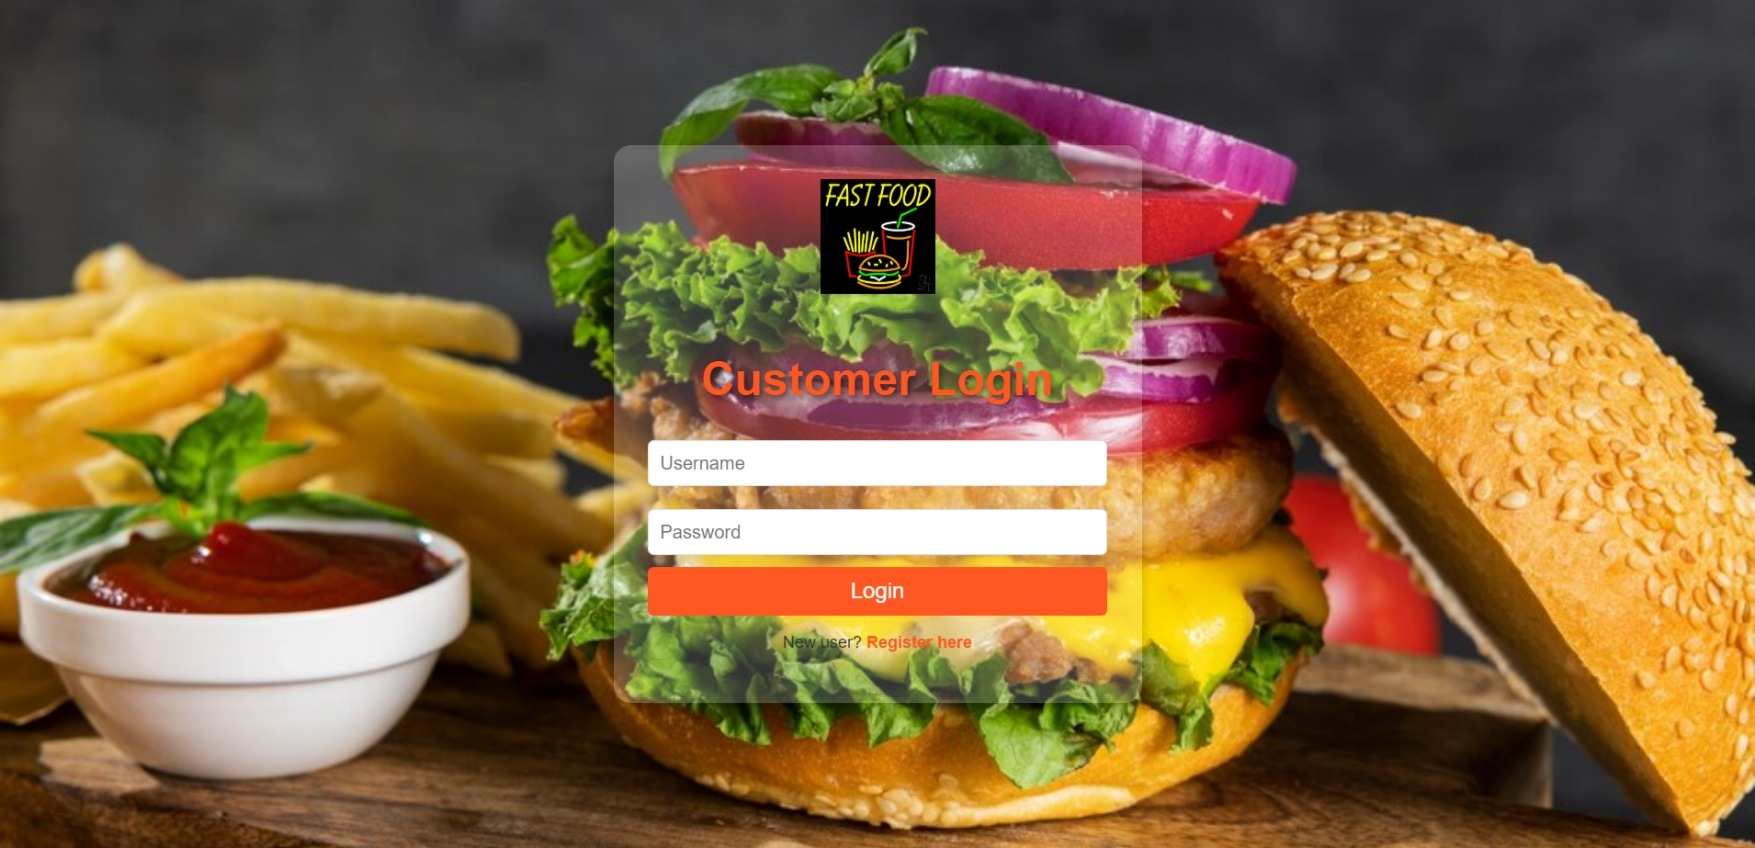 FAST FOOD
Customer Login
Username
Password
Login
New user? Register here